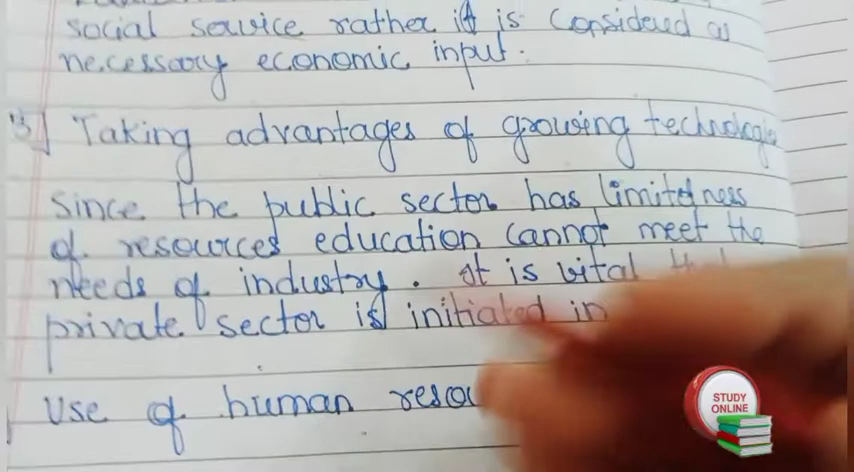 social service rather it is Considered as
necessary economic input.
3] Taking advantages of growing technologie
Since the public sector has limitedness
of resources education cannot meet the
needs of industry. It is vital
private sector is initiated in
Use of human
STUDY
ONLINE